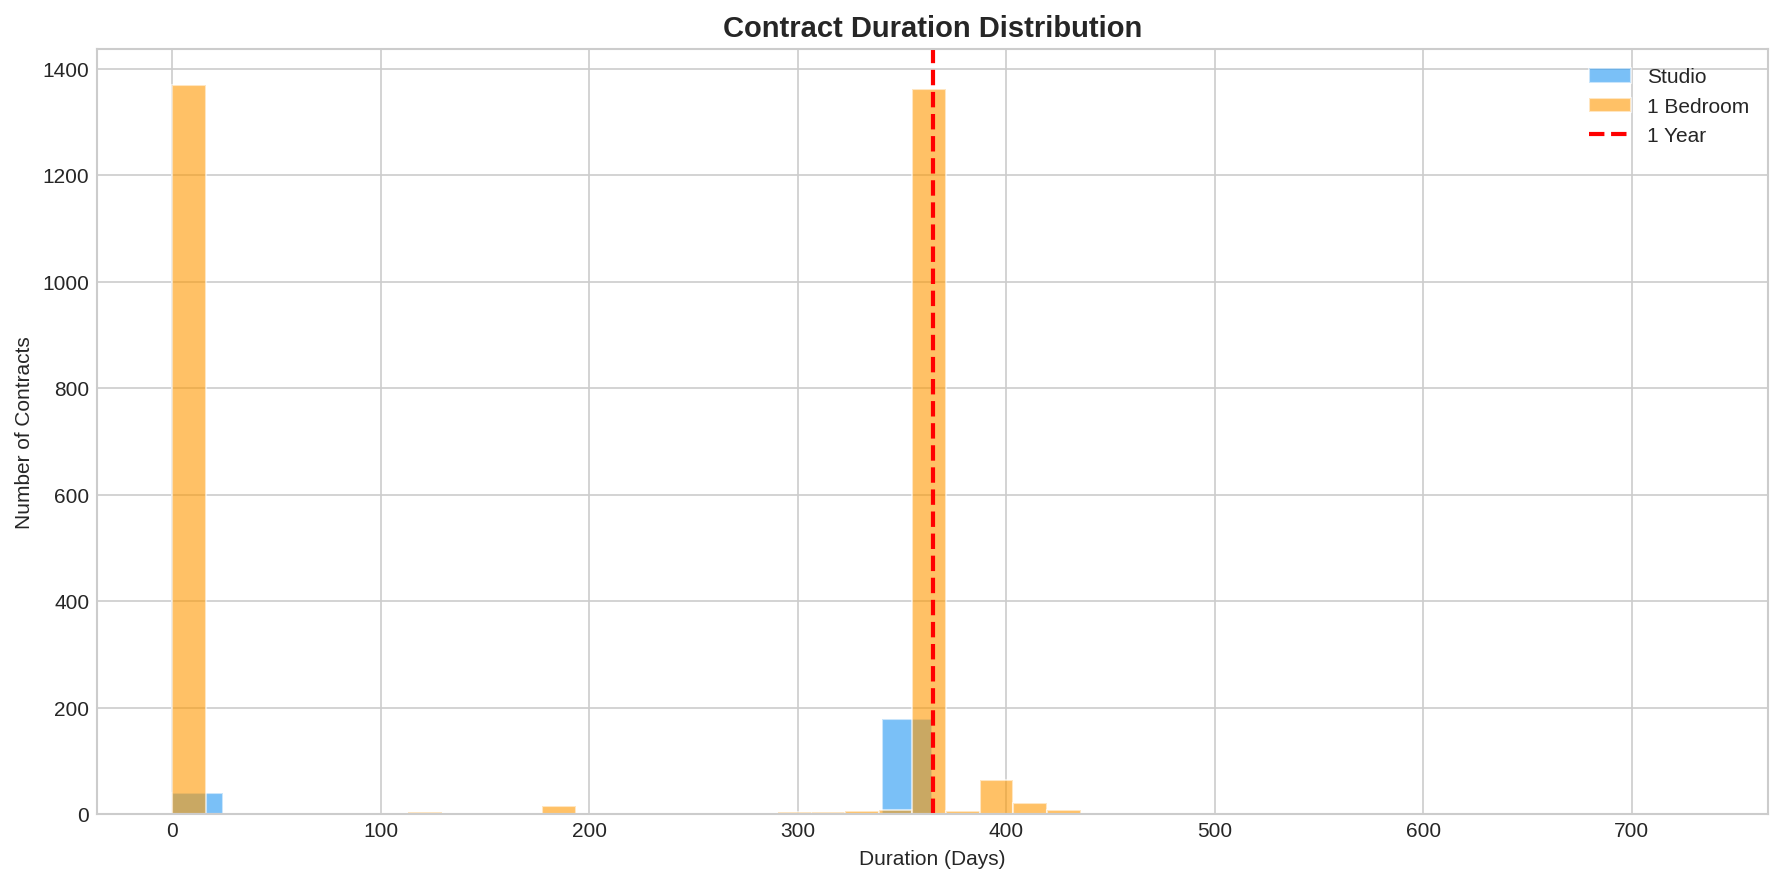 Contract Duration Distribution
Studio
1 Bedroom
1 Year
Number of Contracts
1400
1200
1000
800
600
400
200
0
0 100 200 300 400 500 600 700
Duration (Days)